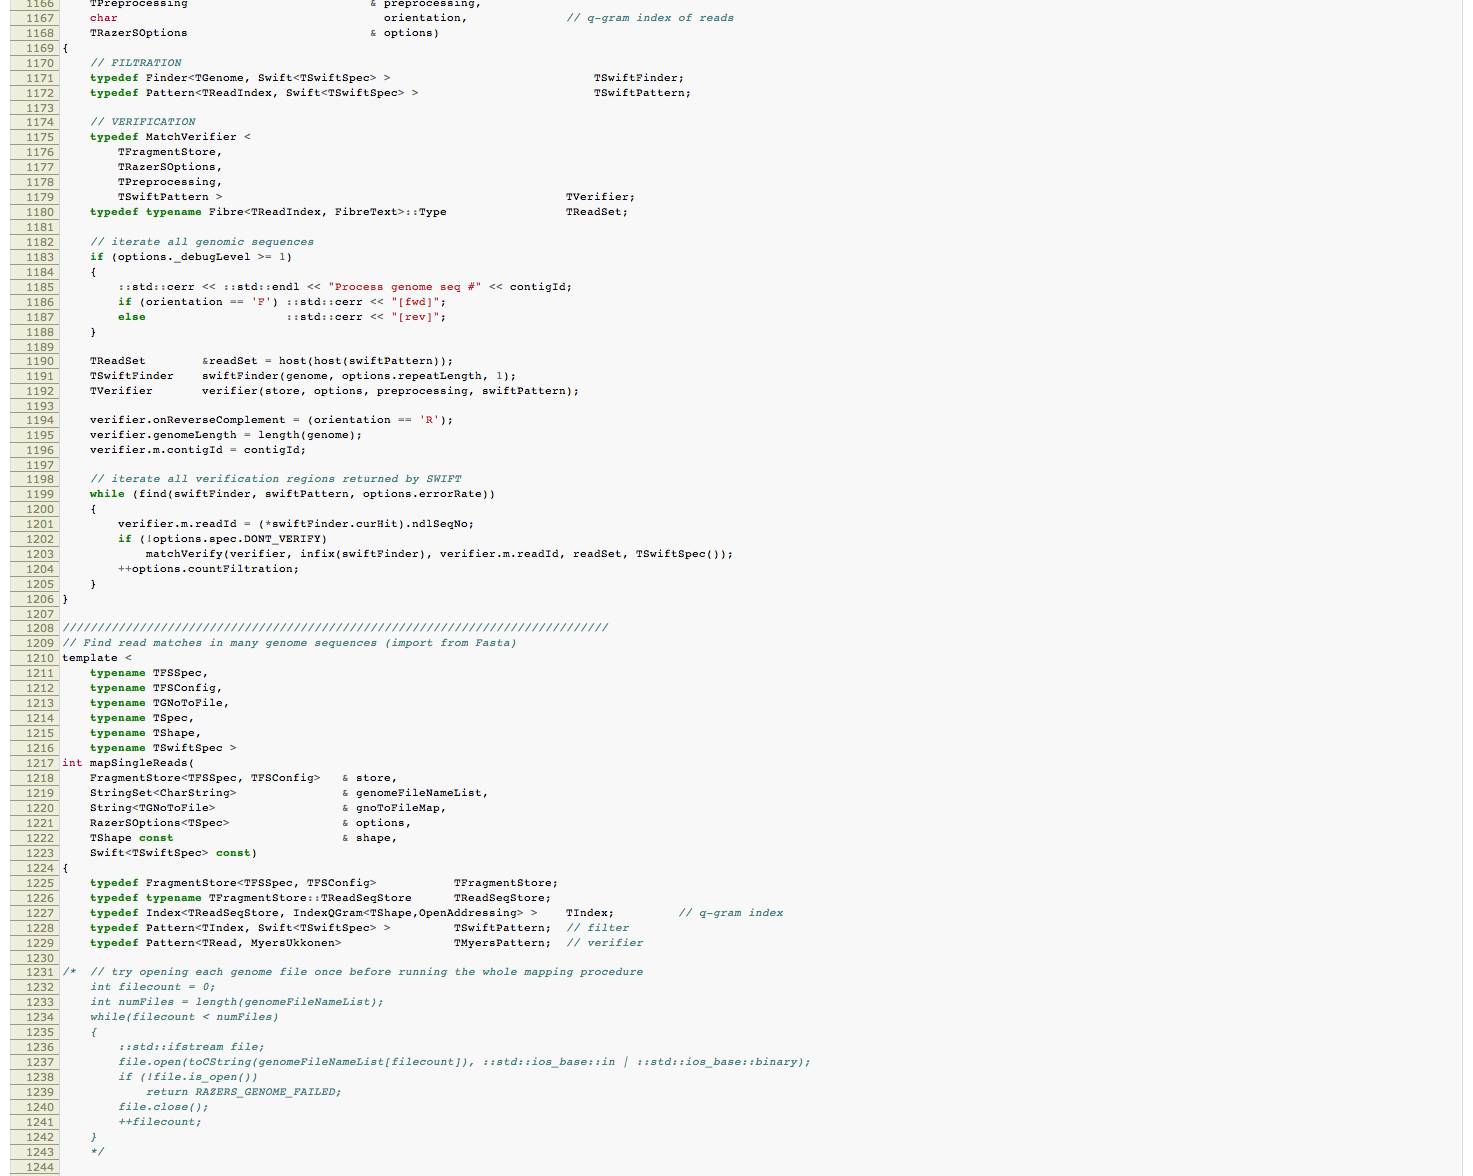 1166     TPreprocessing                          & preprocessing,
1167     char                                      orientation,              // q-gram index of reads
1168     TRazerSOptions                          & options)
1169 {
1170     // FILTRATION
1171     typedef Finder<TGenome, Swift<TSwiftSpec> >                             TSwiftFinder;
1172     typedef Pattern<TReadIndex, Swift<TSwiftSpec> >                         TSwiftPattern;
1173
1174     // VERIFICATION
1175     typedef MatchVerifier <
1176         TFragmentStore,
1177         TRazerSOptions,
1178         TPreprocessing,
1179         TSwiftPattern >                                                 TVerifier;
1180     typedef typename Fibre<TReadIndex, FibreText>::Type                 TReadSet;
1181
1182     // iterate all genomic sequences
1183     if (options._debugLevel >= 1)
1184     {
1185         ::std::cerr << ::std::endl << "Process genome seq #" << contigId;
1186         if (orientation == 'F') ::std::cerr << "[fwd]";
1187         else                    ::std::cerr << "[rev]";
1188     }
1189
1190     TReadSet        &readSet = host(host(swiftPattern));
1191     TSwiftFinder    swiftFinder(genome, options.repeatLength, 1);
1192     TVerifier       verifier(store, options, preprocessing, swiftPattern);
1193
1194     verifier.onReverseComplement = (orientation == 'R');
1195     verifier.genomeLength = length(genome);
1196     verifier.m.contigId = contigId;
1197
1198     // iterate all verification regions returned by SWIFT
1199     while (find(swiftFinder, swiftPattern, options.errorRate))
1200     {
1201         verifier.m.readId = (*swiftFinder.curHit).ndlSeqNo;
1202         if (!options.spec.DONT_VERIFY)
1203             matchVerify(verifier, infix(swiftFinder), verifier.m.readId, readSet, TSwiftSpec());
1204         ++options.countFiltration;
1205     }
1206 }
1207
1208 //////////////////////////////////////////////////////////////////////////////
1209 // Find read matches in many genome sequences (import from Fasta)
1210 template <
1211     typename TFSSpec,
1212     typename TFSConfig,
1213     typename TGNoToFile,
1214     typename TSpec,
1215     typename TShape,
1216     typename TSwiftSpec >
1217 int mapSingleReads(
1218     FragmentStore<TFSSpec, TFSConfig>   & store,
1219     StringSet<CharString>               & genomeFileNameList,
1220     String<TGNoToFile>                  & gnoToFileMap,
1221     RazerSOptions<TSpec>                & options,
1222     TShape const                        & shape,
1223     Swift<TSwiftSpec> const)
1224 {
1225     typedef FragmentStore<TFSSpec, TFSConfig>           TFragmentStore;
1226     typedef typename TFragmentStore::TReadSeqStore      TReadSeqStore;
1227     typedef Index<TReadSeqStore, IndexQGram<TShape,OpenAddressing> >    TIndex;         // q-gram index
1228     typedef Pattern<TIndex, Swift<TSwiftSpec> >         TSwiftPattern;  // filter
1229     typedef Pattern<TRead, MyersUkkonen>                TMyersPattern;  // verifier
1230
1231 /*  // try opening each genome file once before running the whole mapping procedure
1232     int filecount = 0;
1233     int numFiles = length(genomeFileNameList);
1234     while(filecount < numFiles)
1235     {
1236         ::std::ifstream file;
1237         file.open(toCString(genomeFileNameList[filecount]), ::std::ios_base::in | ::std::ios_base::binary);
1238         if (!file.is_open())
1239             return RAZERS_GENOME_FAILED;
1240         file.close();
1241         ++filecount;
1242     }
1243     */
1244